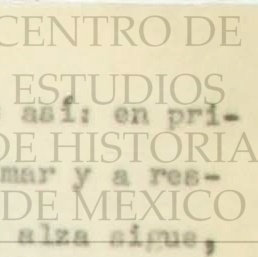 CENTRO DE
ESTUDIOS
así: en pri-
DE HISTORIA
mar y a res-
DE MEXICO
alza sigue,